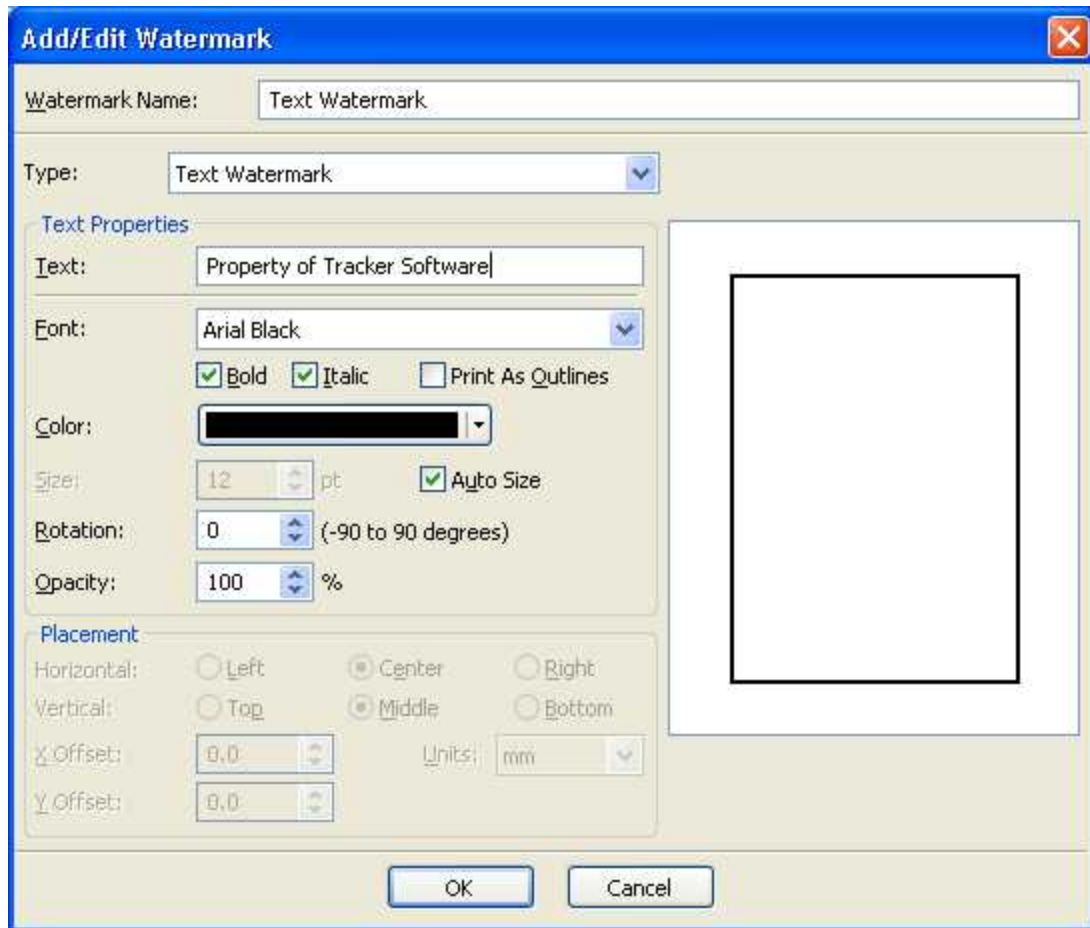 Add/Edit Watermark
Watermark Name: Text Watermark
Type: Text Watermark
Text Properties
Text: Property of Tracker Software
Font: Arial Black
Bold Italic Print As Outlines
Color:
Size: 12 pt Auto Size
Rotation: 0 (-90 to 90 degrees)
Opacity: 100 %
Placement
Horizontal: Left Center Right
Vertical: Top Middle Bottom
X Offset: 0.0 Units: mm
Y Offset: 0.0
OK Cancel